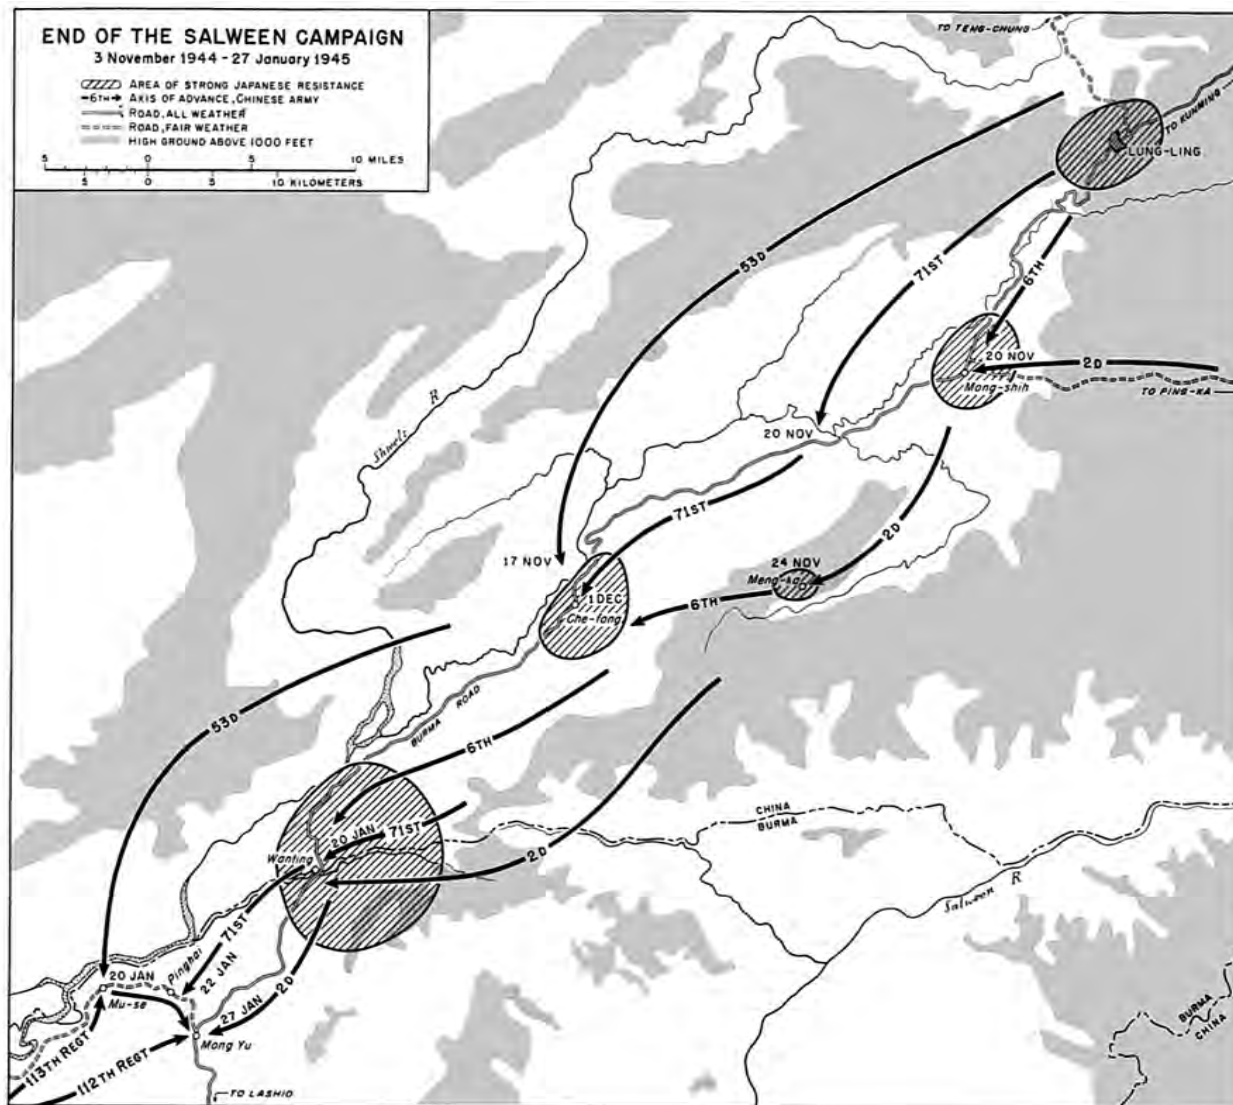 END OF THE SALWEEN CAMPAIGN
3 November 1944 - 27 January 1945
AREA OF STRONG JAPANESE RESISTANCE
6TH AXIS OF ADVANCE, CHINESE ARMY
ROAD, ALL WEATHER
ROAD, FAIR WEATHER
HIGH GROUND ABOVE 1000 FEET
5 0 5 10 MILES
5 0 5 10 KILOMETERS
TO TENG-CHUNG
TO KUNMING
LUNG-LING
53D
71ST
6TH
20 NOV
2D
Mang-shih
TO PING-KA
Shweli R
20 NOV
71ST
2D
17 NOV
24 NOV
Meng-ka
1 DEC
6TH
Che-fang
53D
BURMA ROAD
6TH
CHINA
BURMA
20 JAN
71ST
2D
Wanting
Salween R
71ST
20 JAN
Pinghai
22 JAN
Mu-se
27 JAN
2D
BURMA
CHINA
Mong Yu
113TH REGT
112TH REGT
TO LASHIO